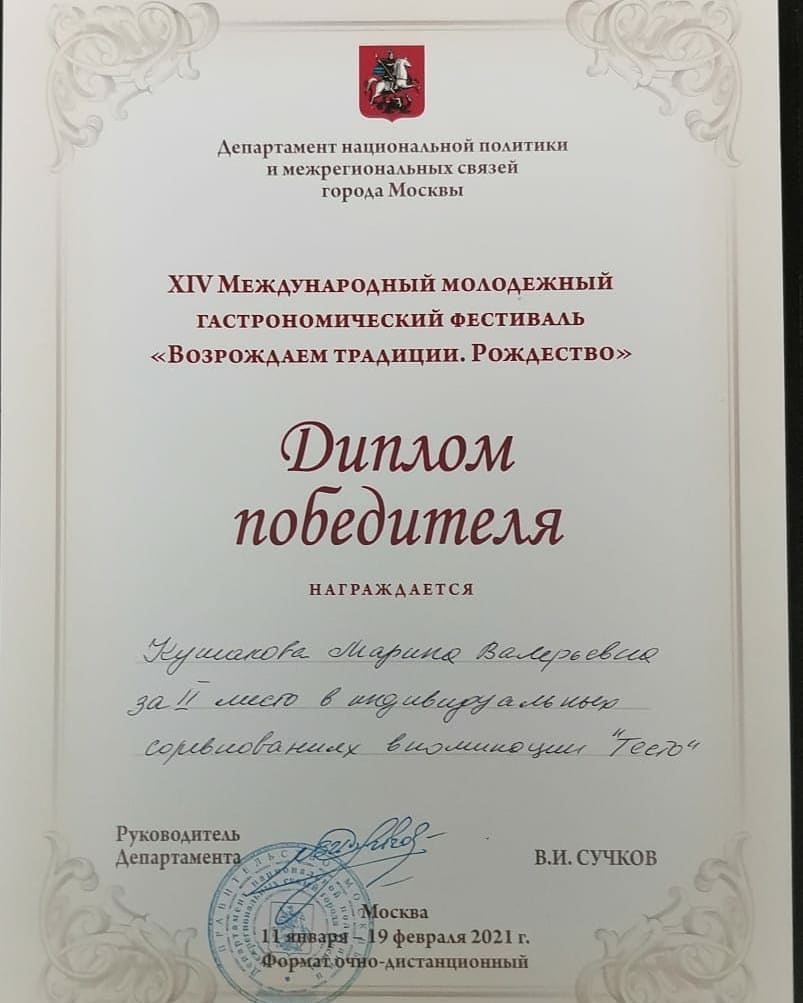 Департамент национальной политики
и межрегиональных связей
города Москвы
XIV Международный молодежный
гастрономический фестиваль
«Возрождаем традиции. Рождество»
Диплом
победителя
НАГРАЖДАЕТСЯ
Марина Валерьевна
за II место в индивидуальных
соревнованиях в номинации "Тесто"
Руководитель
Департамента
В.И. СУЧКОВ
Москва
11 января – 19 февраля 2021 г.
Формат очно-дистанционный